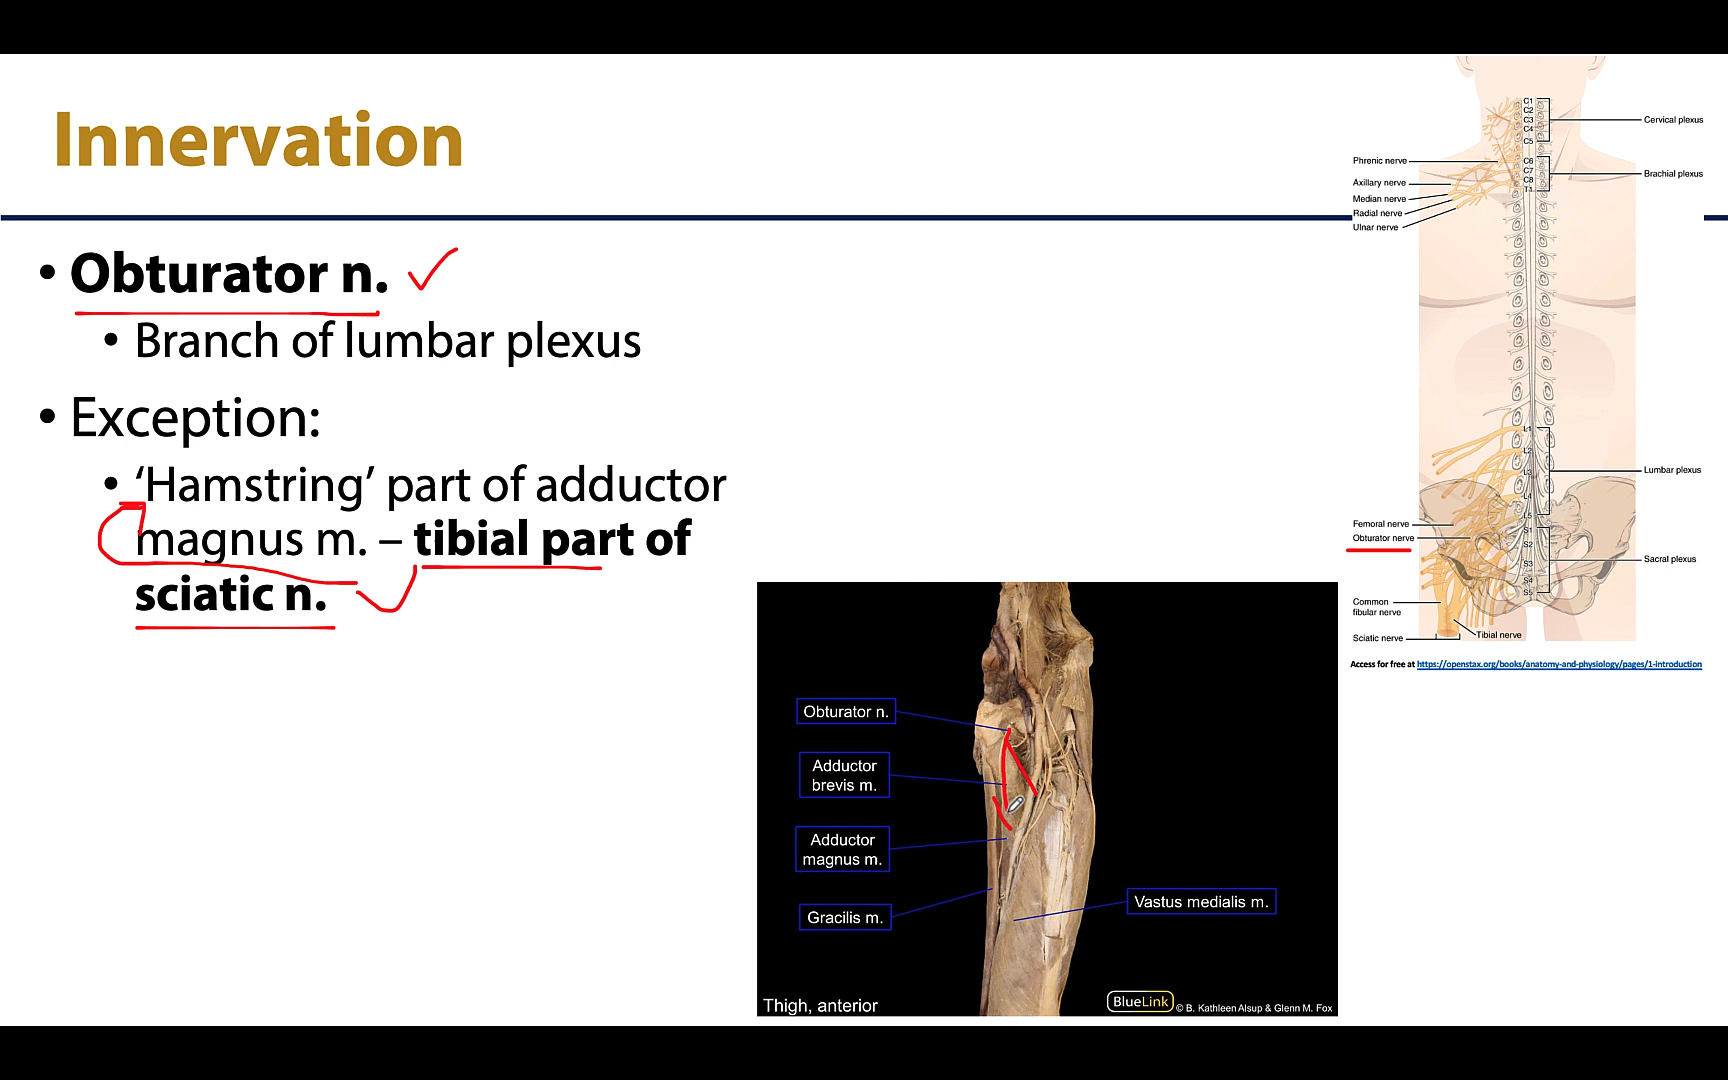 Innervation
• Obturator n.
• Branch of lumbar plexus
• Exception:
• ‘Hamstring’ part of adductor
magnus m. – tibial part of
sciatic n.
Obturator n.
Adductor
brevis m.
Adductor
magnus m.
Gracilis m.
Vastus medialis m.
Thigh, anterior
BlueLink
© B. Kathleen Alsup & Glenn M. Fox
C1
C2
C3
C4
C5
Cervical plexus
Phrenic nerve
C6
C7
C8
T1
Brachial plexus
Axillary nerve
Median nerve
Radial nerve
Ulnar nerve
L1
L2
L3
L4
L5
Lumbar plexus
Femoral nerve
Obturator nerve
S1
S2
S3
S4
S5
Sacral plexus
Common
fibular nerve
Sciatic nerve
Tibial nerve
Access for free at https://openstax.org/books/anatomy-and-physiology/pages/1-introduction